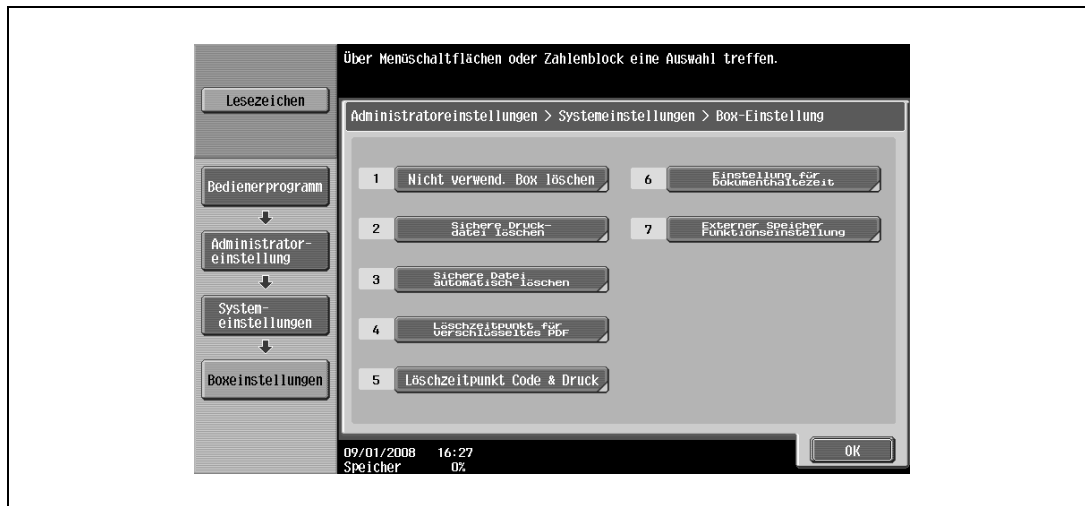 Über Menüschaltflächen oder Zahlenblock eine Auswahl treffen.
Lesezeichen
Administratoreinstellungen > Systemeinstellungen > Box-Einstellung
Bedienerprogramm
Administrator-
einstellung
System-
einstellungen
Boxeinstellungen
1 Nicht verwend. Box löschen
2 Sichere Druck-
datei löschen
3 Sichere Datei
automatisch löschen
4 Löschzeitpunkt für
verschlüsseltes PDF
5 Löschzeitpunkt Code & Druck
6 Einstellung für
Dokumenthaltezeit
7 Externer Speicher
Funktionseinstellung
09/01/2008 16:27
Speicher 0%
OK